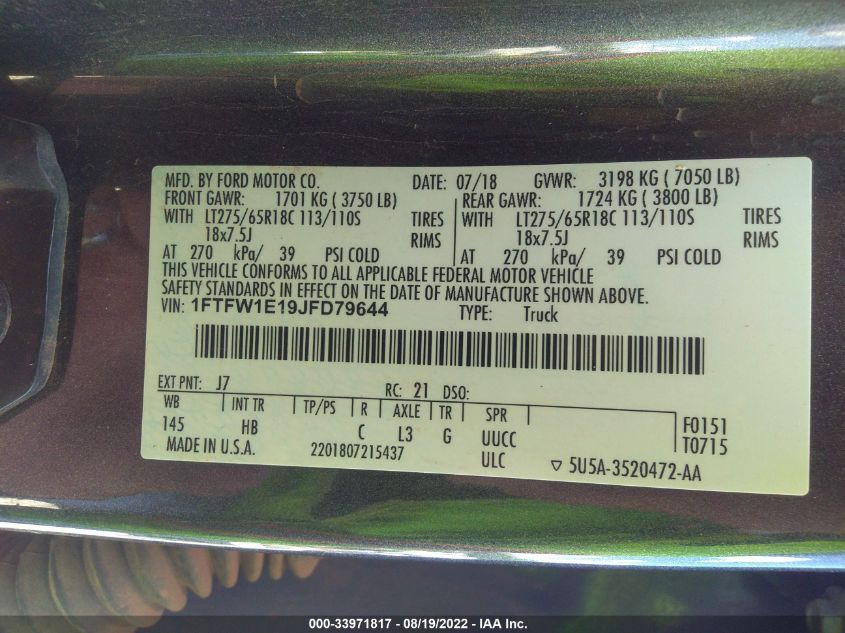 MFD. BY FORD MOTOR CO. DATE: 07/18 GVWR: 3198 KG ( 7050 LB)
FRONT GAWR: 1701 KG ( 3750 LB) REAR GAWR: 1724 KG ( 3800 LB)
WITH LT275/65R18C 113/110S TIRES WITH LT275/65R18C 113/110S TIRES
18x7.5J RIMS 18x7.5J RIMS
AT 270 kPa/ 39 PSI COLD AT 270 kPa/ 39 PSI COLD
THIS VEHICLE CONFORMS TO ALL APPLICABLE FEDERAL MOTOR VEHICLE
SAFETY STANDARDS IN EFFECT ON THE DATE OF MANUFACTURE SHOWN ABOVE.
VIN: 1FTFW1E19JFD79644 TYPE: Truck
EXT PNT: J7 RC: 21 DSO:
WB INT TR TP/PS R AXLE TR SPR F0151
145 HB C L3 G UUCC T0715
MADE IN U.S.A. 2201807215437 ULC ▽ 5U5A-3520472-AA
000-33971817 - 08/19/2022 - IAA Inc.